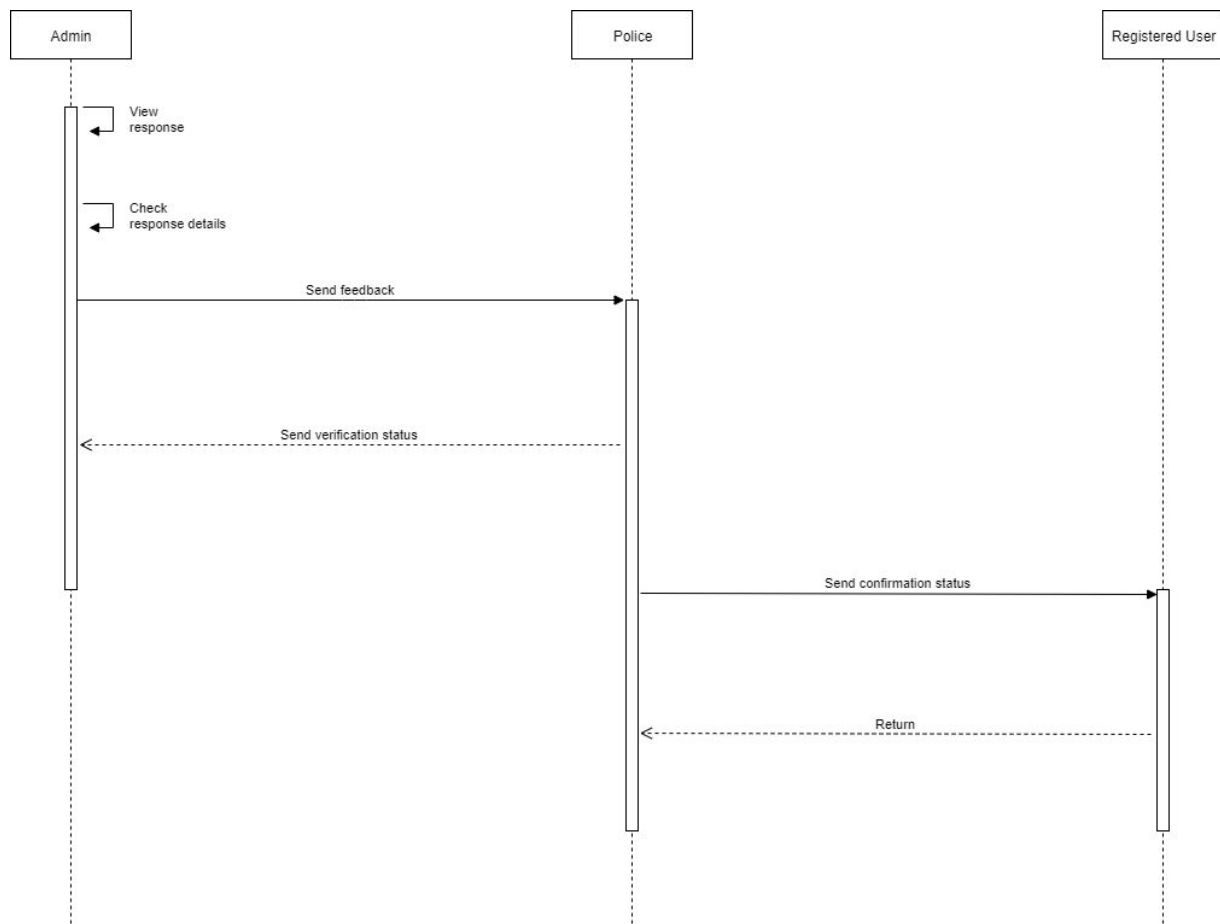 Admin
Police
Registered User
View
response
Check
response details
Send feedback
Send verification status
Send confirmation status
Return